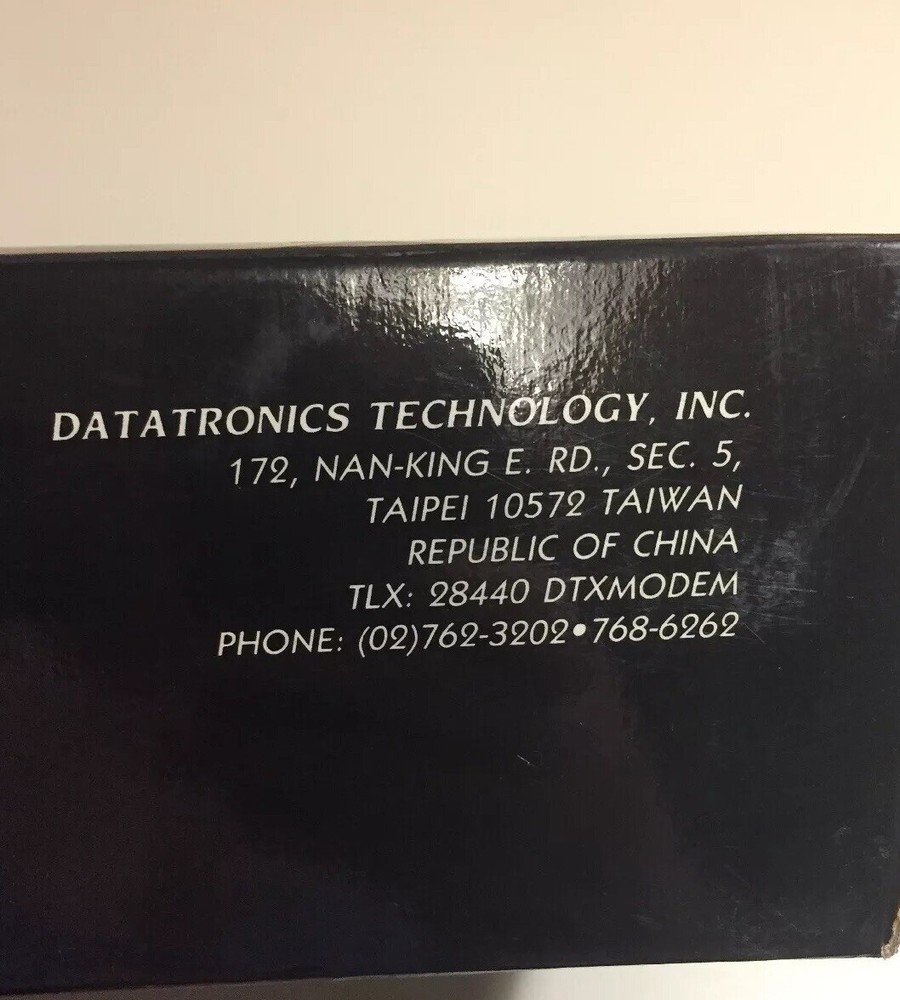 DATATRONICS TECHNOLOGY, INC.
172, NAN-KING E. RD., SEC. 5,
TAIPEI 10572 TAIWAN
REPUBLIC OF CHINA
TLX: 28440 DTXMODEM
PHONE: (02)762-3202•768-6262